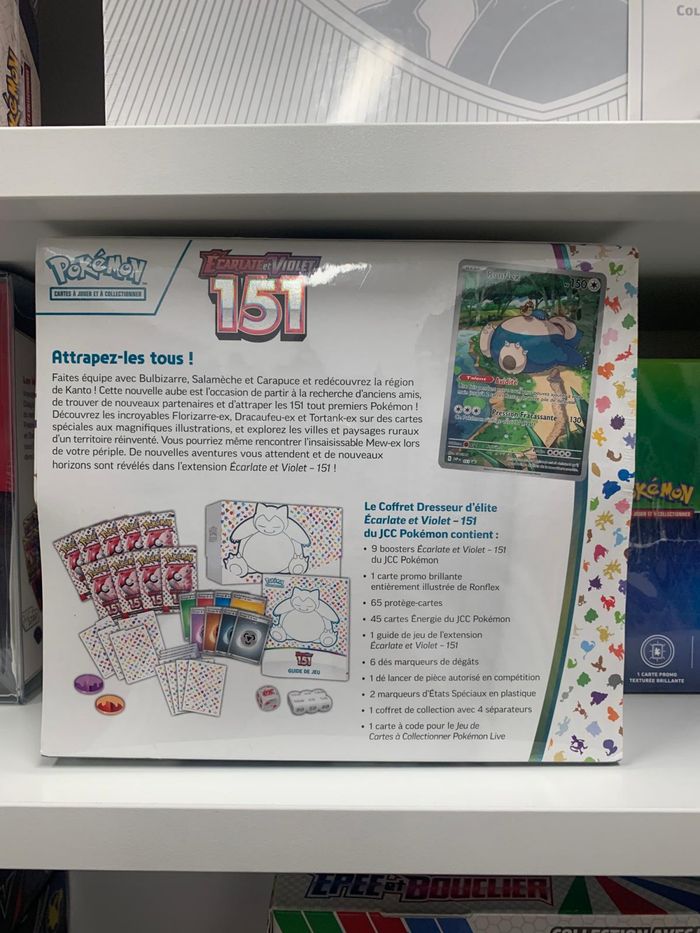 COL
POKÉMON
CARTES À JOUER ET À COLLECTIONNER
ÉCARLATE et VIOLET
151
Attrapez-les tous !
Faites équipe avec Bulbizarre, Salamèche et Carapuce et redécouvrez la région
de Kanto ! Cette nouvelle aube est l'occasion de partir à la recherche d'anciens amis,
de trouver de nouveaux partenaires et d'attraper les 151 tout premiers Pokémon !
Découvrez les incroyables Florizarre-ex, Dracaufeu-ex et Tortank-ex sur des cartes
spéciales aux magnifiques illustrations, et explorez les villes et paysages ruraux
d'un territoire réinventé. Vous pourriez même rencontrer l'insaisissable Mew-ex lors
de votre périple. De nouvelles aventures vous attendent et de nouveaux
horizons sont révélés dans l'extension Écarlate et Violet – 151 !
Ronflex
150
Talent Avidité
Pression Écrasante 130
Le Coffret Dresseur d'élite
Écarlate et Violet – 151
du JCC Pokémon contient :
• 9 boosters Écarlate et Violet – 151
du JCC Pokémon
• 1 carte promo brillante
entièrement illustrée de Ronflex
• 65 protège-cartes
• 45 cartes Énergie du JCC Pokémon
• 1 guide de jeu de l'extension
Écarlate et Violet – 151
• 6 dés marqueurs de dégâts
• 1 dé lancer de pièce autorisé en compétition
• 2 marqueurs d'États Spéciaux en plastique
• 1 coffret de collection avec 4 séparateurs
• 1 carte à code pour le Jeu de
Cartes à Collectionner Pokémon Live
151
GUIDE DE JEU
KÉMON
JOUER ET À COLLECTIONNER
1 CARTE PROMO
TEXTURÉE BRILLANTE
ÉPÉE et BOUCLIER
COLLECTION AVEC